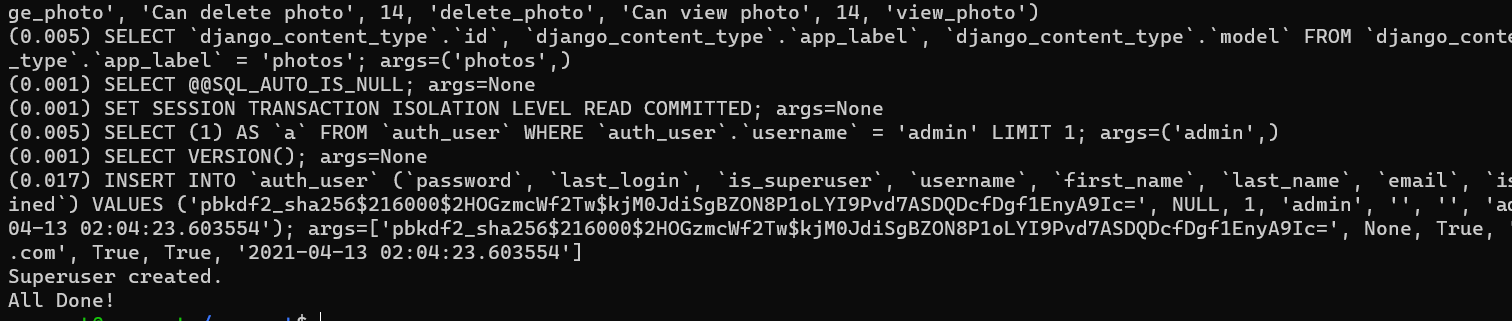 ge_photo', 'Can delete photo', 14, 'delete_photo', 'Can view photo', 14, 'view_photo')
(0.005) SELECT `django_content_type`.`id`, `django_content_type`.`app_label`, `django_content_type`.`model` FROM `django_conte
_type`.`app_label` = 'photos'; args=('photos',)
(0.001) SELECT @@SQL_AUTO_IS_NULL; args=None
(0.001) SET SESSION TRANSACTION ISOLATION LEVEL READ COMMITTED; args=None
(0.005) SELECT (1) AS `a` FROM `auth_user` WHERE `auth_user`.`username` = 'admin' LIMIT 1; args=('admin',)
(0.001) SELECT VERSION(); args=None
(0.017) INSERT INTO `auth_user` (`password`, `last_login`, `is_superuser`, `username`, `first_name`, `last_name`, `email`, `is
ined`) VALUES ('pbkdf2_sha256$216000$2HOGzmcWf2Tw$kjM0JdiSgBZON8P1oLYI9Pvd7ASDQDcfDgf1EnyA9Ic=', NULL, 1, 'admin', '', '', 'ad
04-13 02:04:23.603554'); args=['pbkdf2_sha256$216000$2HOGzmcWf2Tw$kjM0JdiSgBZON8P1oLYI9Pvd7ASDQDcfDgf1EnyA9Ic=', None, True, '
.com', True, True, '2021-04-13 02:04:23.603554']
Superuser created.
All Done!